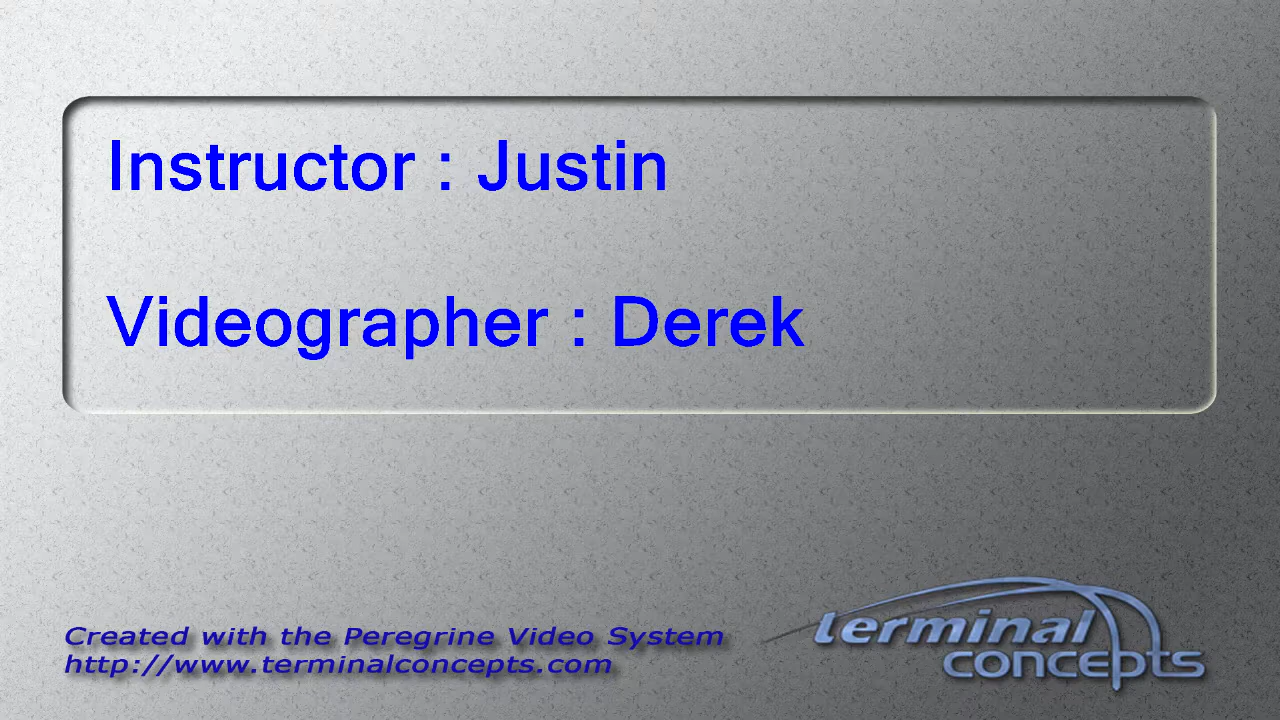 Instructor : Justin
Videographer : Derek
Created with the Peregrine Video System
http://www.terminalconcepts.com
terminal
concepts